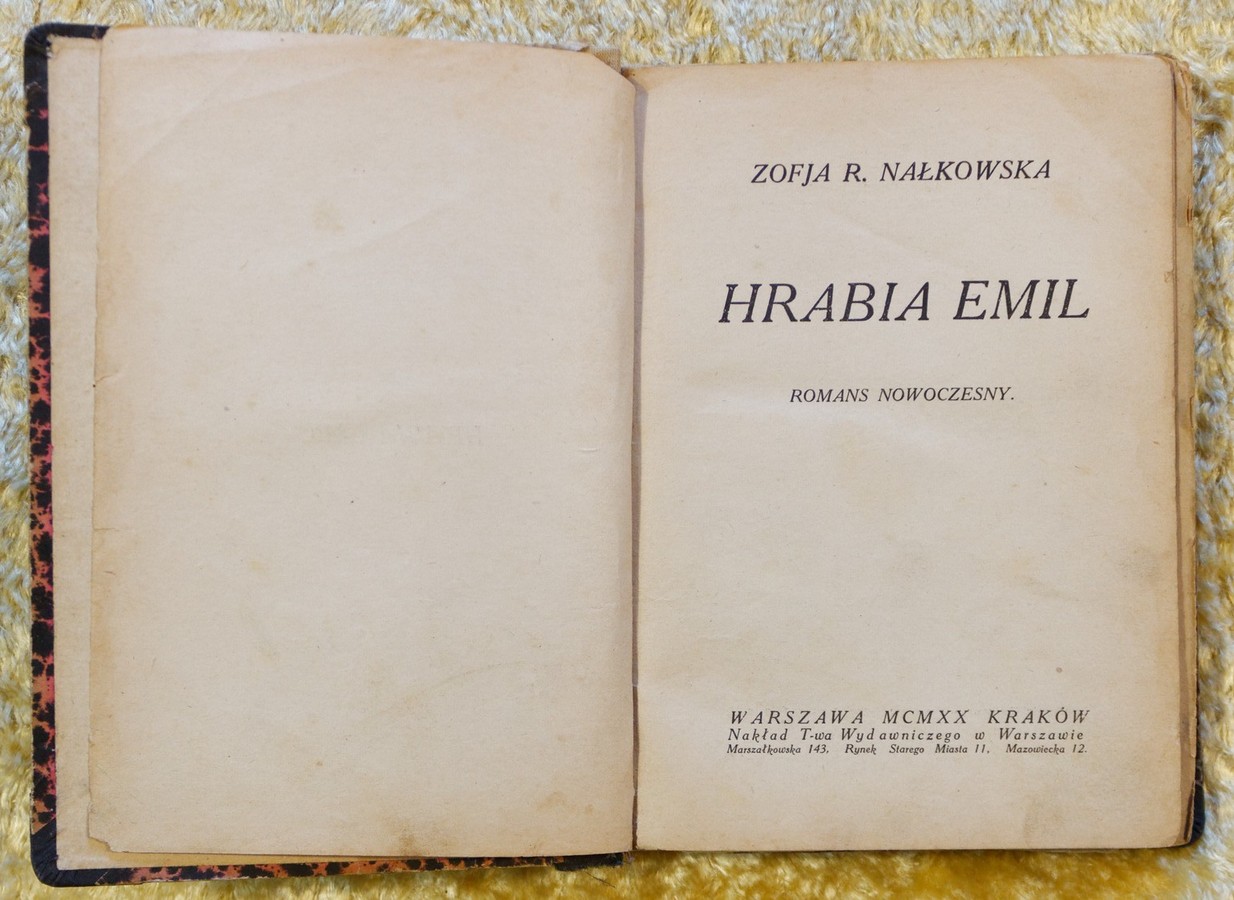 ZOFJA R. NAŁKOWSKA
HRABIA EMIL
ROMANS NOWOCZESNY.
WARSZAWA MCMXX KRAKÓW
Nakład T-wa Wydawniczego w Warszawie
Marszałkowska 143, Rynek Starego Miasta 11, Mazowiecka 12.